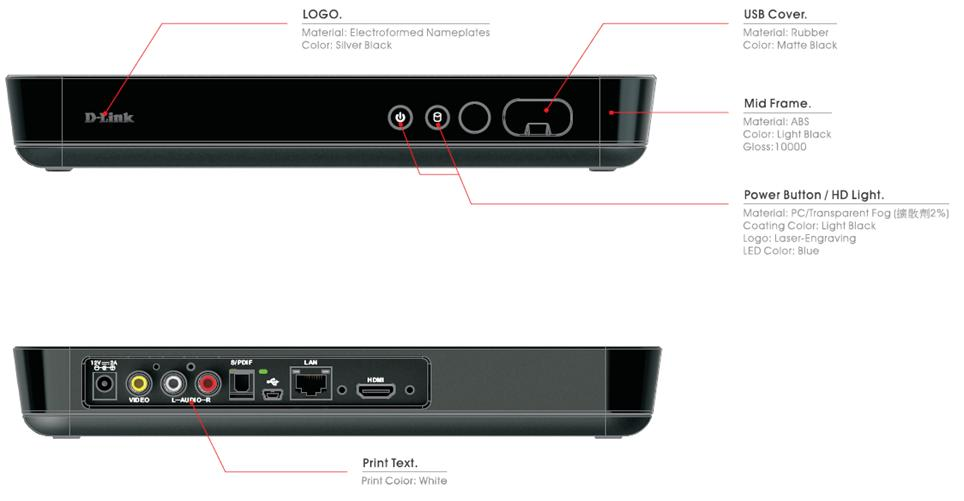 LOGO.
Material: Electroformed Nameplates
Color: Silver Black
USB Cover.
Material: Rubber
Color: Matte Black
D-Link
Mid Frame.
Material: ABS
Color: Light Black
Gloss:10000
Power Button / HD Light.
Material: PC/Transparent Fog (擴散劑2%)
Coating Color: Light Black
Logo: Laser-Engraving
LED Color: Blue
12V 2A
S/PDIF
LAN
HDMI
VIDEO
L-AUDIO-R
Print Text.
Print Color: White